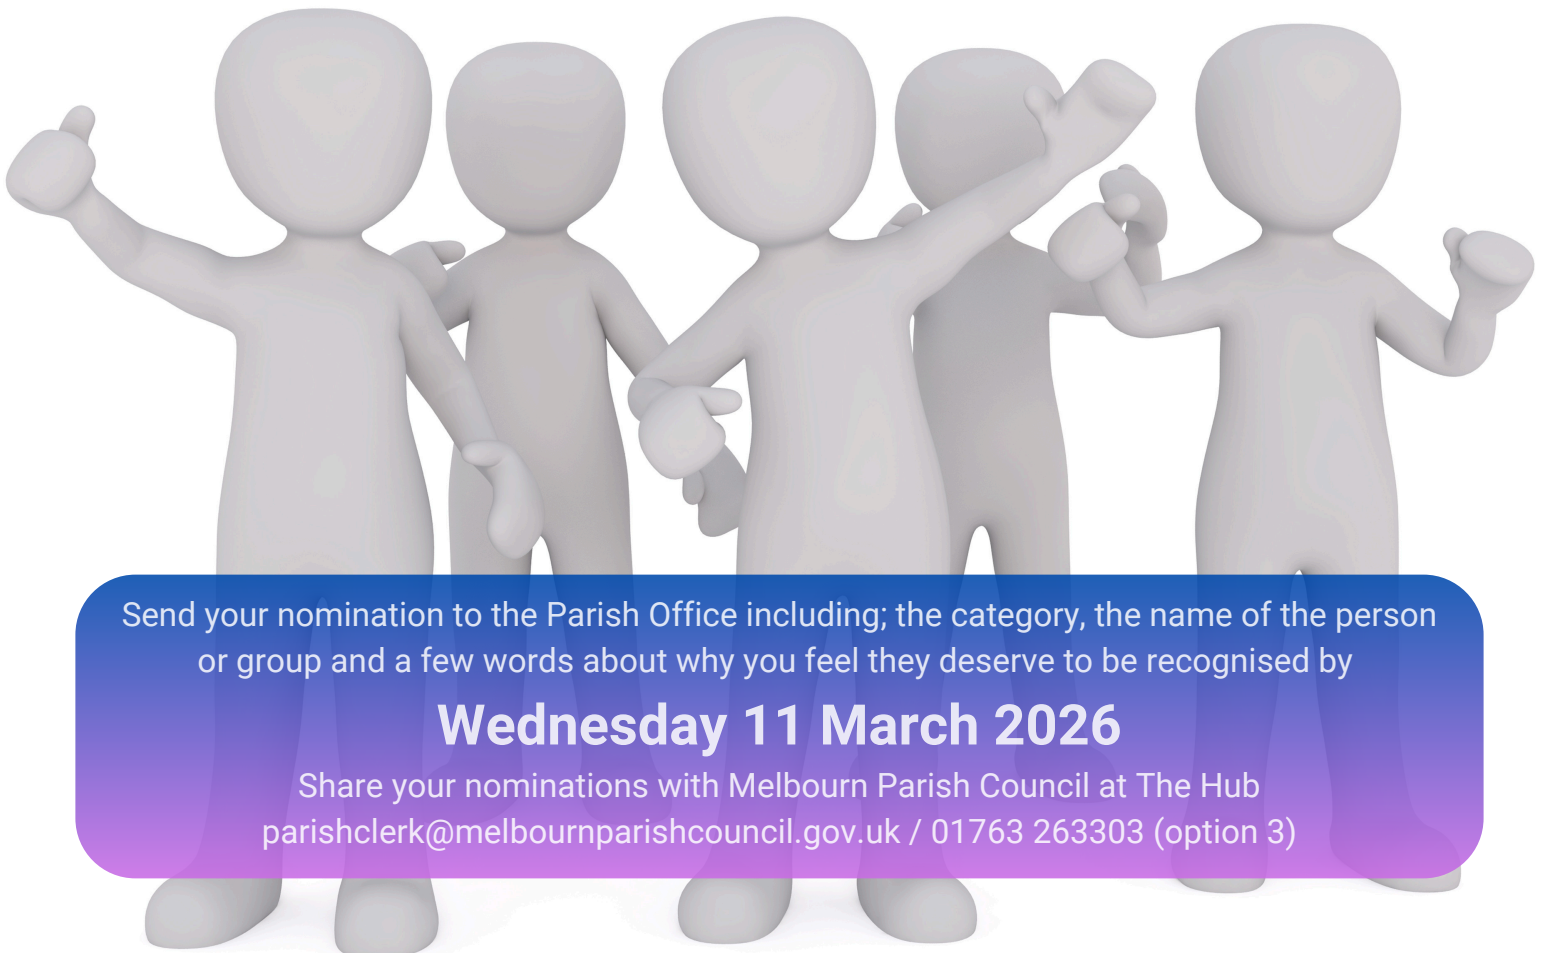 Send your nomination to the Parish Office including; the category, the name of the person
or group and a few words about why you feel they deserve to be recognised by
Wednesday 11 March 2026
Share your nominations with Melbourn Parish Council at The Hub
parishclerk@melbournparishcouncil.gov.uk / 01763 263303 (option 3)